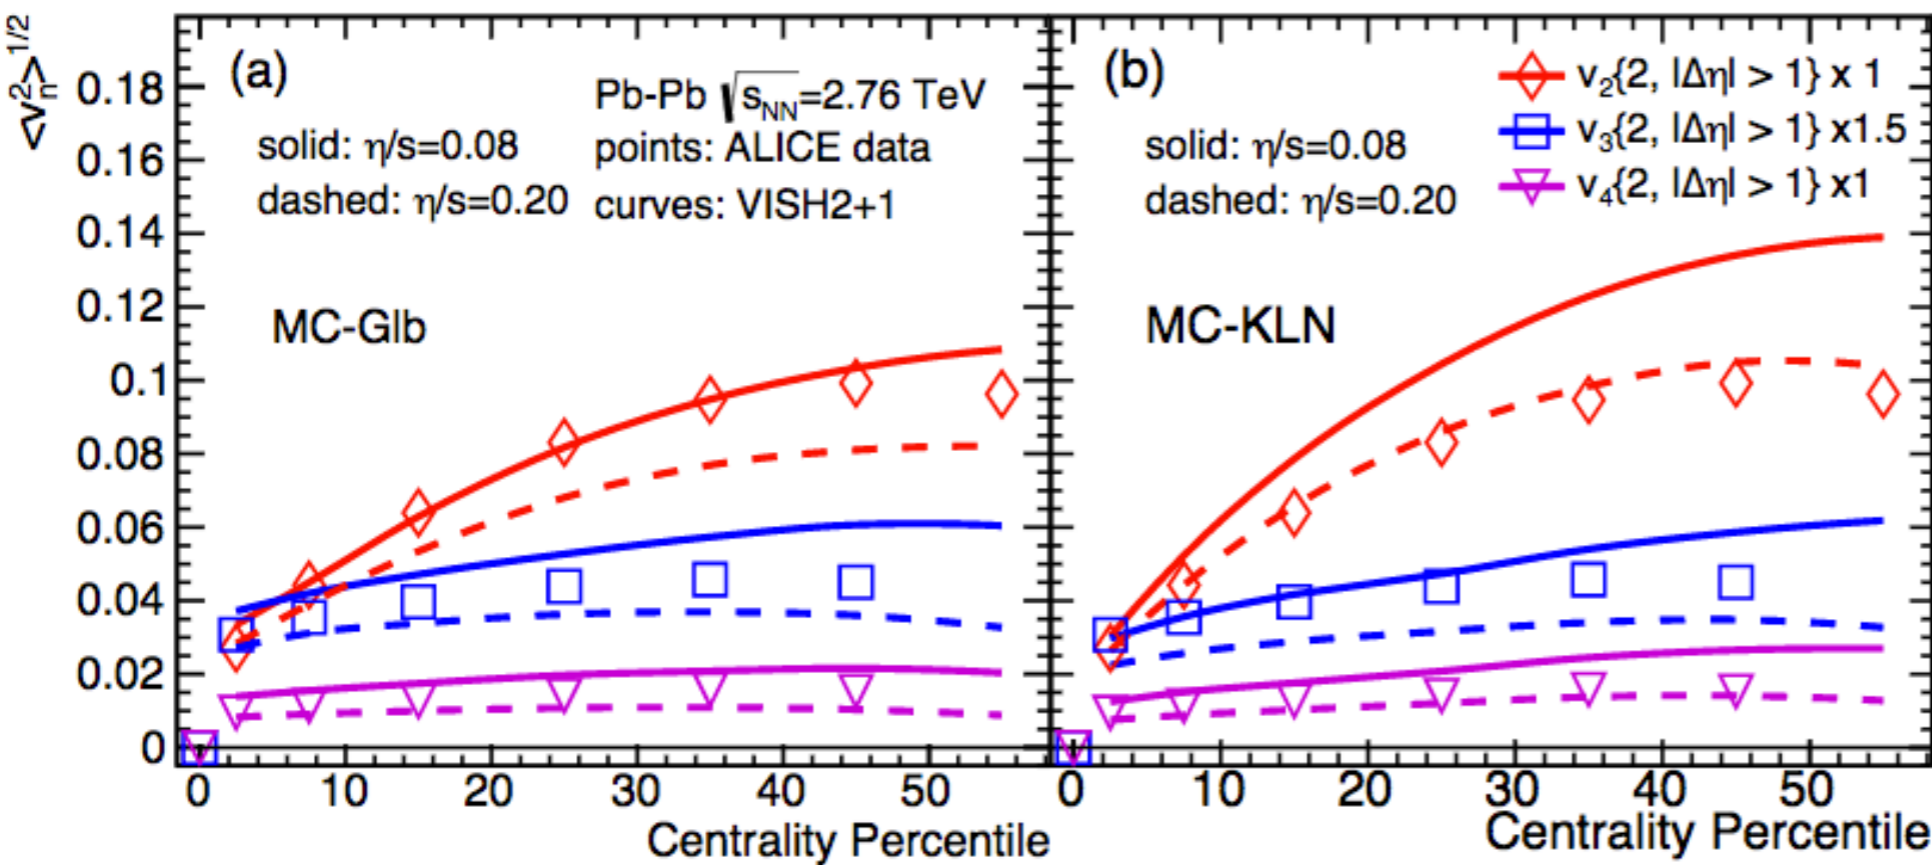 <v_n^2>^1/2
0.18
0.16
0.14
0.12
0.1
0.08
0.06
0.04
0.02
0
(a)
Pb-Pb √s_NN=2.76 TeV
solid: η/s=0.08
points: ALICE data
dashed: η/s=0.20
curves: VISH2+1
MC-Glb
0 10 20 30 40 50
Centrality Percentile
(b)
v_2{2, |Δη| > 1} x 1
v_3{2, |Δη| > 1} x1.5
v_4{2, |Δη| > 1} x1
solid: η/s=0.08
dashed: η/s=0.20
MC-KLN
0 10 20 30 40 50
Centrality Percentile